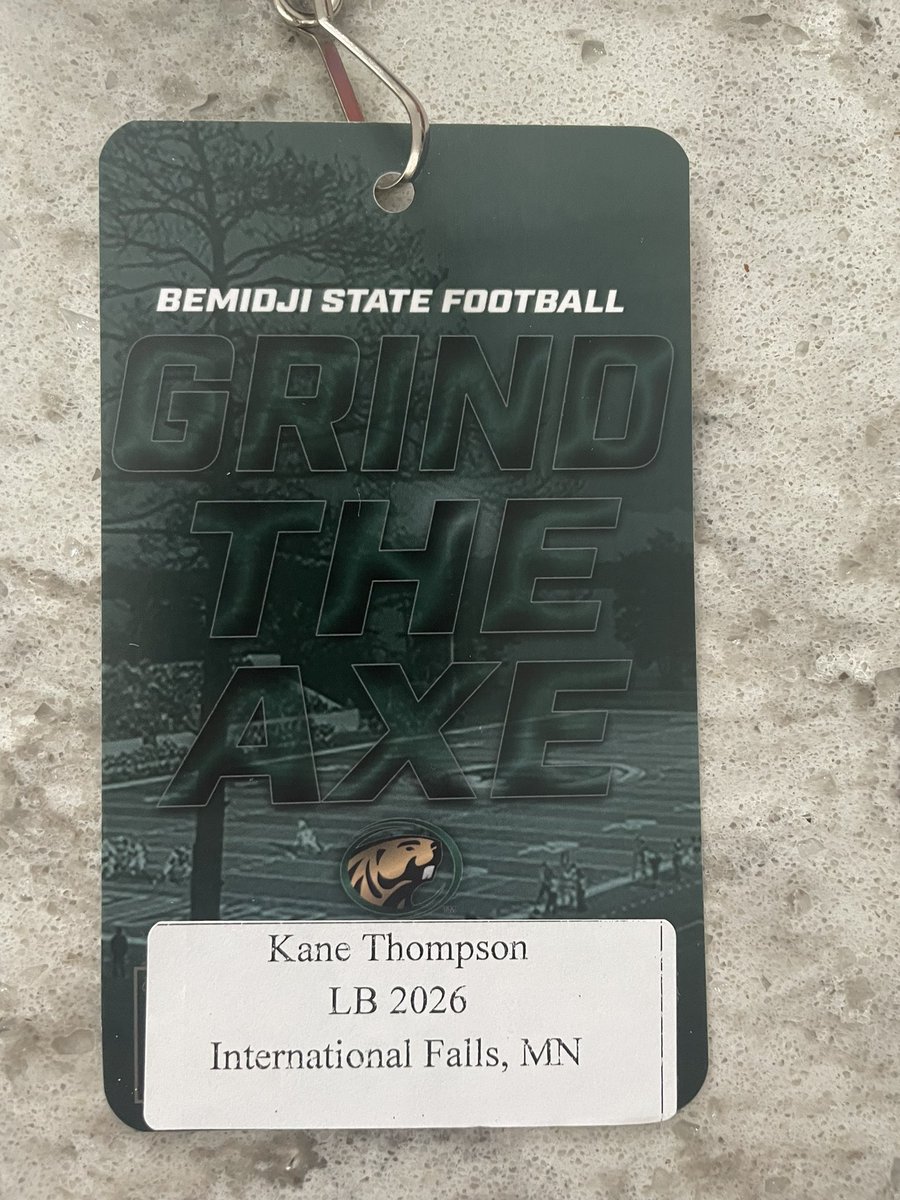 BEMIDJI STATE FOOTBALL
GRIND
THE
AXE
Kane Thompson
LB 2026
International Falls, MN